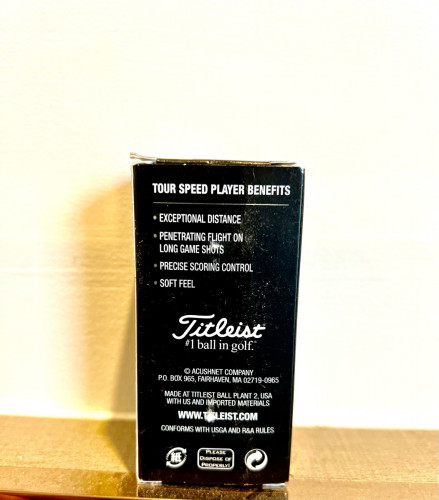 TOUR SPEED PLAYER BENEFITS
• EXCEPTIONAL DISTANCE
• PENETRATING FLIGHT ON
LONG GAME SHOTS
• PRECISE SCORING CONTROL
• SOFT FEEL
Titleist
#1 ball in golf.™
© ACUSHNET COMPANY
P.O. BOX 965, FAIRHAVEN, MA 02719-0965
MADE AT TITLEIST BALL PLANT 2, USA
WITH US AND IMPORTED MATERIALS
WWW.TITLEIST.COM
CONFORMS WITH USGA AND R&A RULES
PLEASE
DISPOSE OF
PROPERLY!